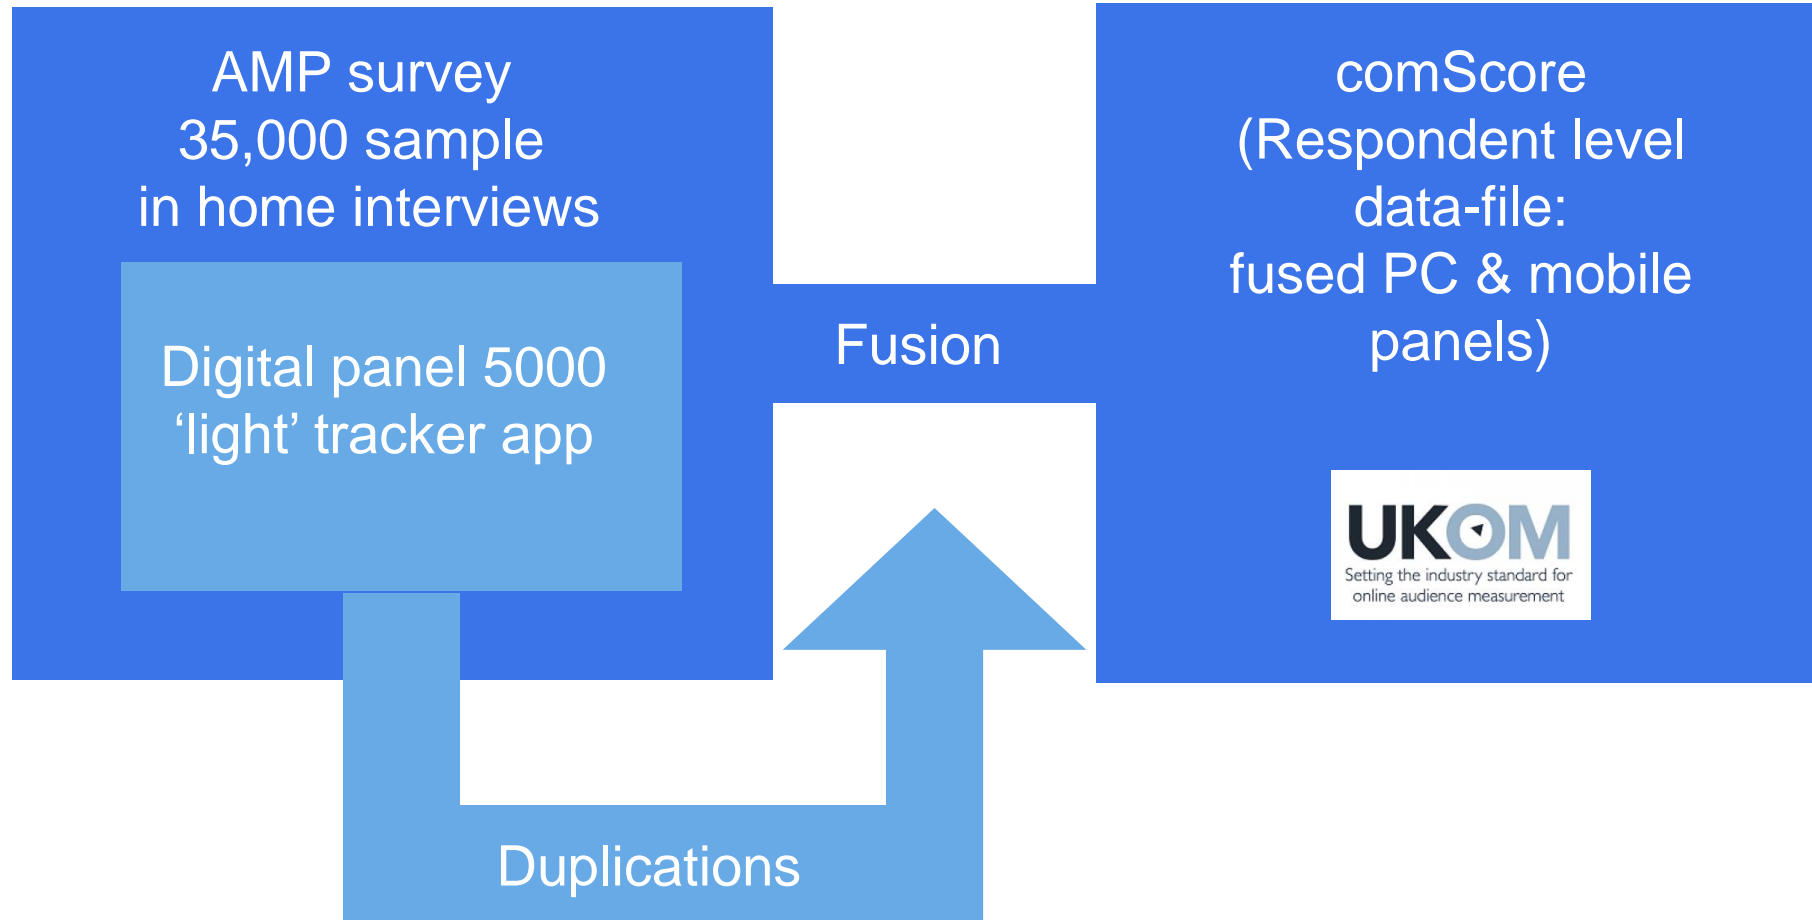 AMP survey
35,000 sample
in home interviews
Digital panel 5000
‘light’ tracker app
Fusion
comScore
(Respondent level
data-file:
fused PC & mobile
panels)
UKOM
Setting the industry standard for
online audience measurement
Duplications